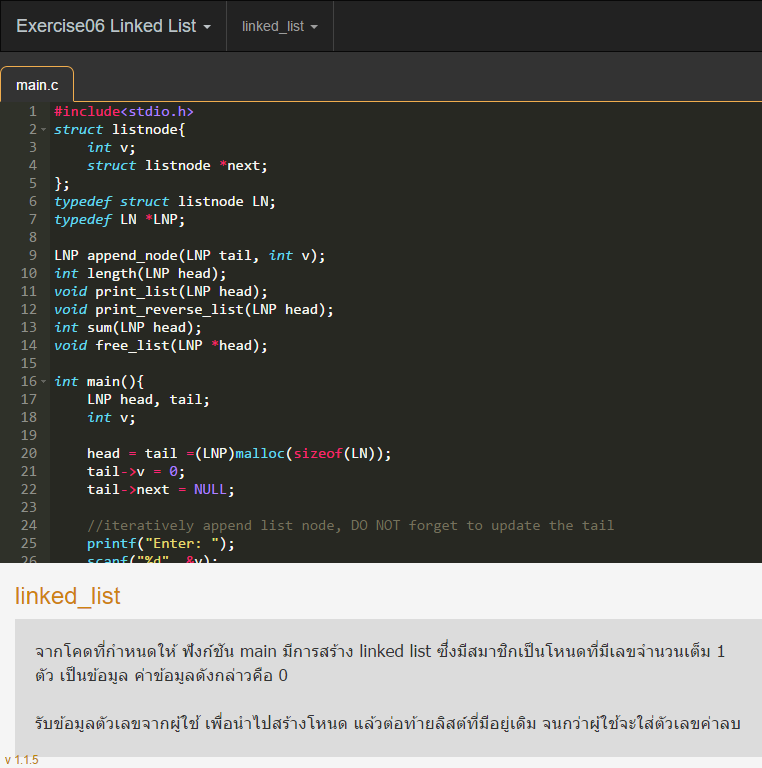 Exercise06 Linked List
linked_list
main.c
1 #include<stdio.h>
2 struct listnode{
3 int v;
4 struct listnode *next;
5 };
6 typedef struct listnode LN;
7 typedef LN *LNP;
8
9 LNP append_node(LNP tail, int v);
10 int length(LNP head);
11 void print_list(LNP head);
12 void print_reverse_list(LNP head);
13 int sum(LNP head);
14 void free_list(LNP *head);
15
16 int main(){
17 LNP head, tail;
18 int v;
19
20 head = tail =(LNP)malloc(sizeof(LN));
21 tail->v = 0;
22 tail->next = NULL;
23
24 //iteratively append list node, DO NOT forget to update the tail
25 printf("Enter: ");
26 scanf("%d", &v);
linked_list
จากโคดที่กำหนดให้ ฟังก์ชัน main มีการสร้าง linked list ซึ่งมีสมาชิกเป็นโหนดที่มีเลขจำนวนเต็ม 1
ตัว เป็นข้อมูล ค่าข้อมูลดังกล่าวคือ 0
รับข้อมูลตัวเลขจากผู้ใช้ เพื่อนำไปสร้างโหนด แล้วต่อท้ายลิสต์ที่มีอยู่เดิม จนกว่าผู้ใช้จะใส่ตัวเลขค่าลบ
v 1.1.5